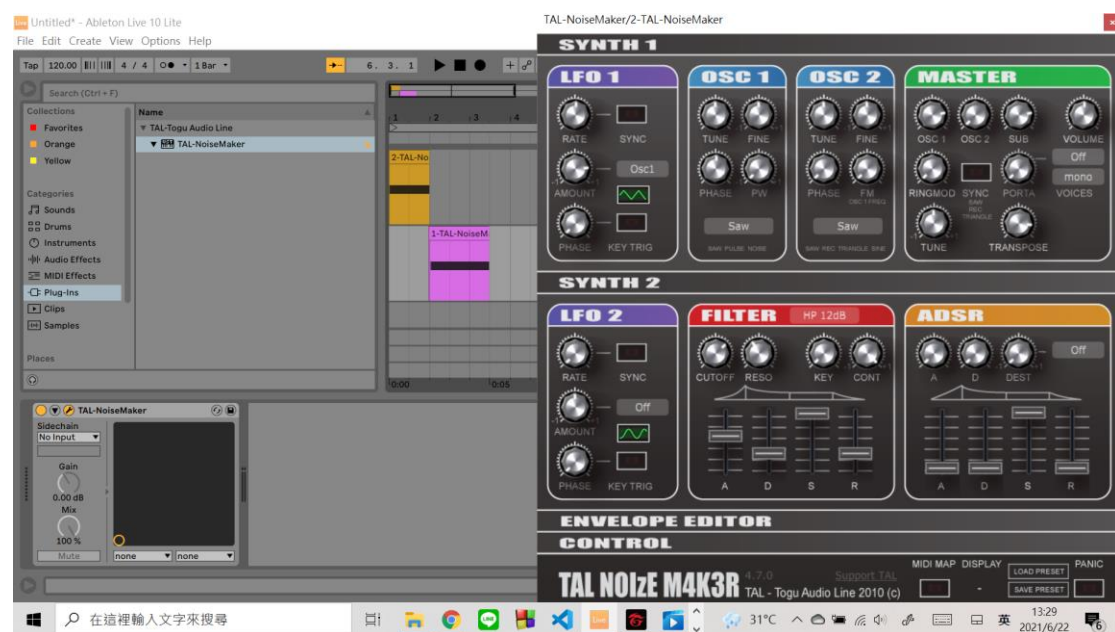 Untitled* - Ableton Live 10 Lite
File Edit Create View Options Help
Tap 120.00 4 / 4 1 Bar 6. 3. 1
Search (Ctrl + F)
Collections
Favorites
Orange
Yellow
Categories
Sounds
Drums
Instruments
Audio Effects
MIDI Effects
Plug-Ins
Clips
Samples
Places
Name
TAL-Togu Audio Line
TAL-NoiseMaker
1 2 3 4
2-TAL-No
1-TAL-NoiseM
0:00 0:05
TAL-NoiseMaker
Sidechain
No Input
Gain
0.00 dB
Mix
100 %
Mute
none none
TAL-NoiseMaker/2-TAL-NoiseMaker
SYNTH 1
LFO 1
RATE SYNC
Osc1
AMOUNT
PHASE KEY TRIG
OSC 1
TUNE FINE
PHASE PW
Saw
SAW PULSE NOISE
OSC 2
TUNE FINE
PHASE FM
OSC 1 FREQ
Saw
SAW REC TRIANGLE SINE
MASTER
OSC 1 OSC 2 SUB VOLUME
Off
mono
RINGMOD SYNC PORTA VOICES
SAW
REC
TRIANGLE
TUNE TRANSPOSE
SYNTH 2
LFO 2
RATE SYNC
Off
AMOUNT
PHASE KEY TRIG
FILTER HP 12dB
CUTOFF RESO KEY CONT
A D S R
ADSR
Off
A D DEST
A D S R
ENVELOPE EDITOR
CONTROL
TAL NOIzE M4K3R 4.7.0 Support TAL
TAL - Togu Audio Line 2010 (c)
MIDI MAP DISPLAY PANIC
LOAD PRESET
SAVE PRESET
在這裡輸入文字來搜尋
Live
31°C
英
13:29
2021/6/22
6